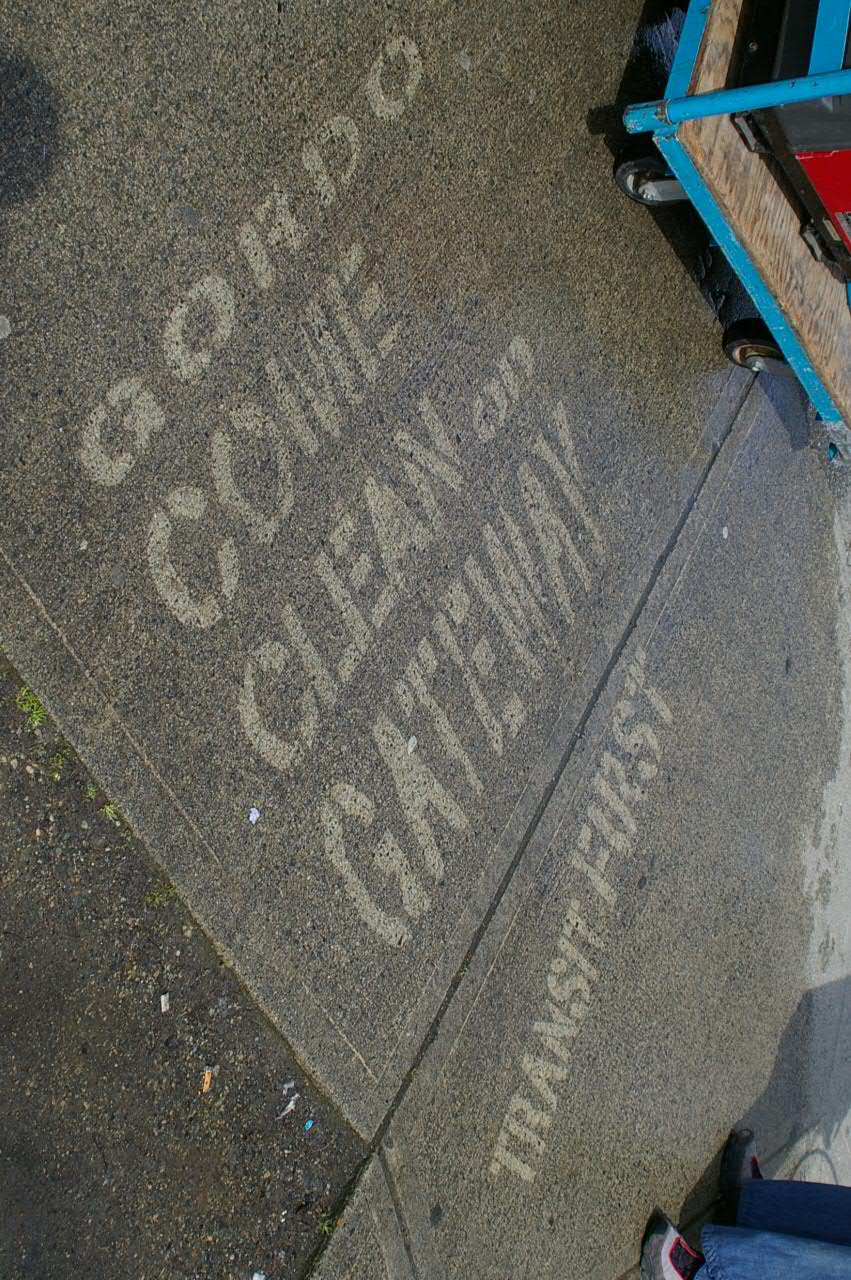 GORDO
COME
CLEAN on
GATEWAY
TRANSIT FIRST